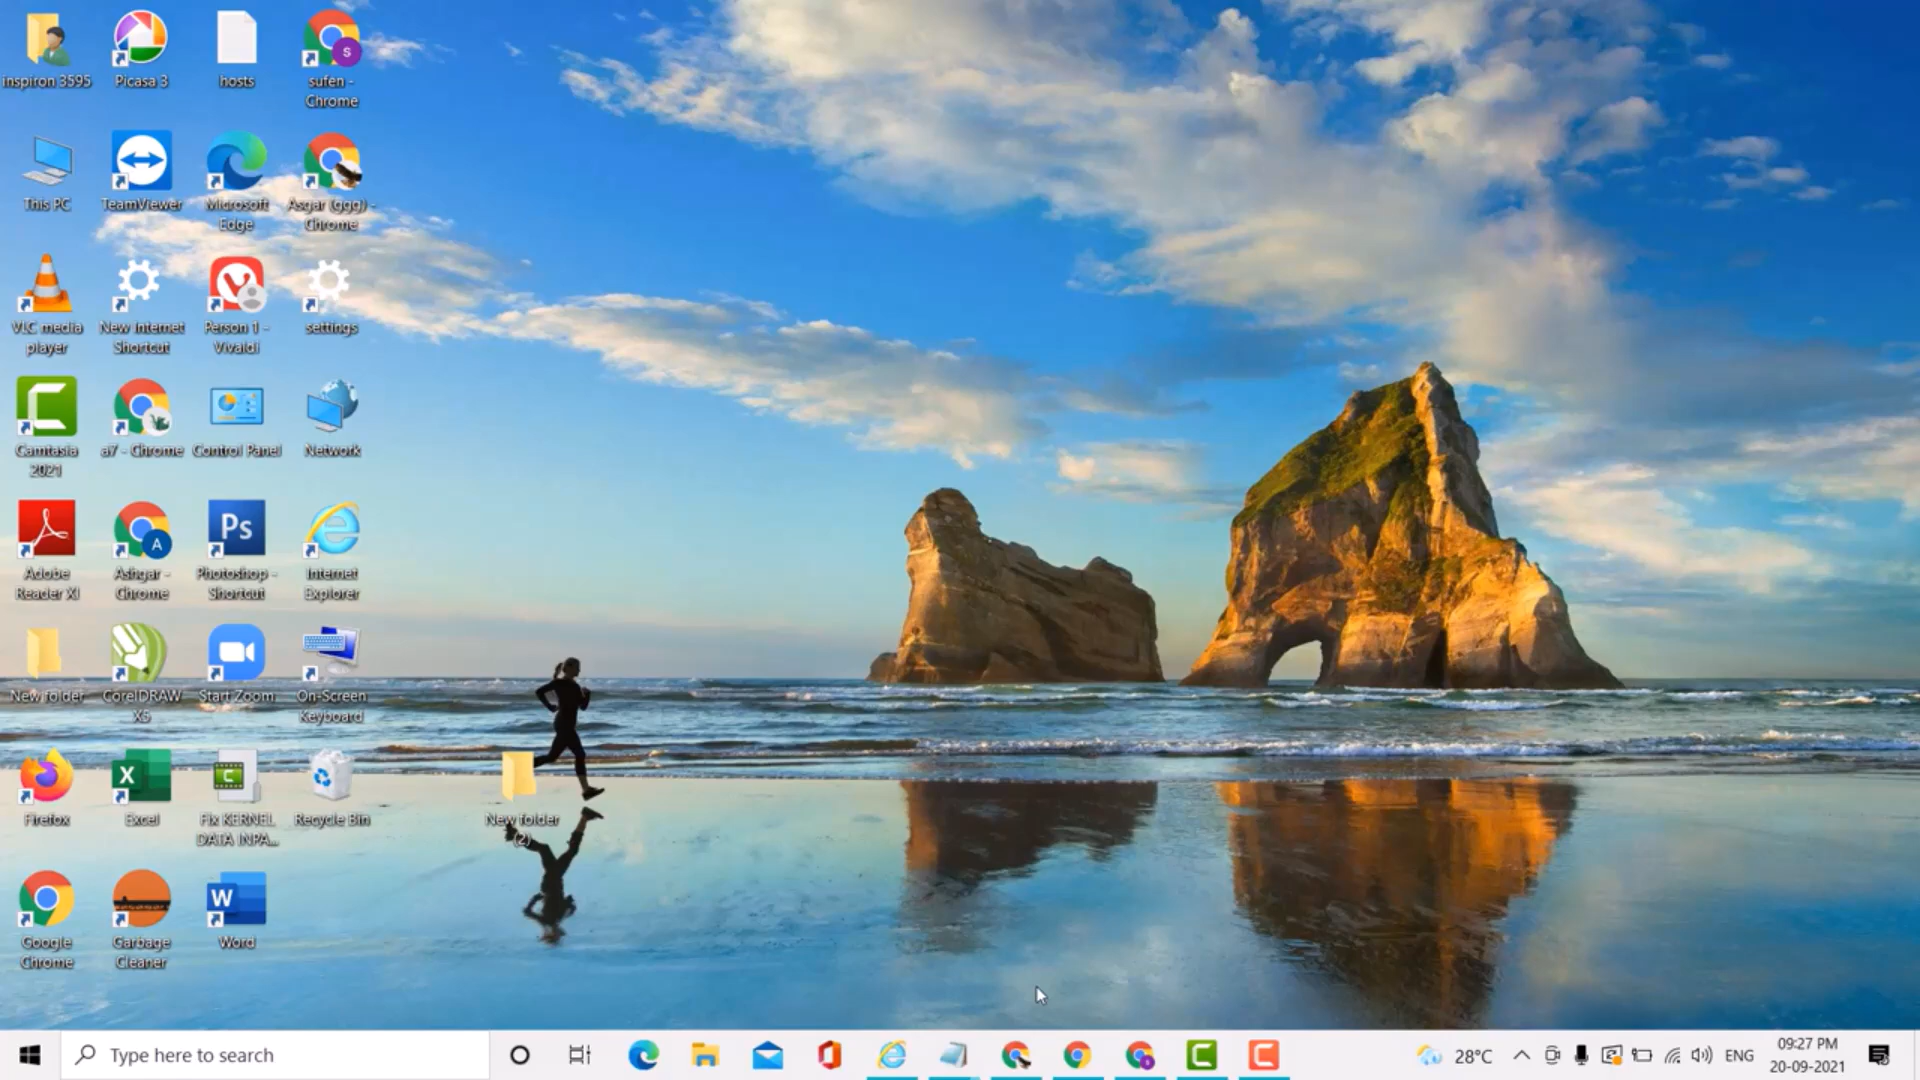 inspiron 3595
Picasa 3
hosts
sufen -
Chrome
This PC
TeamViewer
Microsoft
Edge
Asgar (ggg) -
Chrome
VLC media
player
New Internet
Shortcut
Person 1 -
Vivaldi
settings
Camtasia
2021
a7 - Chrome
Control Panel
Network
Adobe
Reader XI
Ashgar -
Chrome
Photoshop -
Shortcut
Internet
Explorer
New folder
CorelDRAW
X5
Start Zoom
On-Screen
Keyboard
Firefox
Excel
Fix KERNEL
DATA INPA...
Recycle Bin
New folder
(2)
Google
Chrome
Garbage
Cleaner
Word
Type here to search
28°C
ENG
09:27 PM
20-09-2021